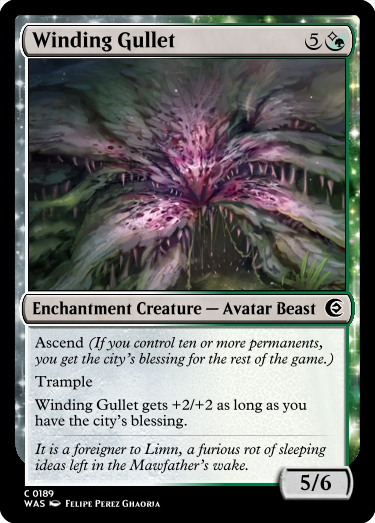 Winding Gullet 5
Enchantment Creature — Avatar Beast
Ascend (If you control ten or more permanents,
you get the city's blessing for the rest of the game.)
Trample
Winding Gullet gets +2/+2 as long as you
have the city's blessing.
It is a foreigner to Limn, a furious rot of sleeping
ideas left in the Mawfather's wake.
5/6
C 0189
WAS Felipe Perez Ghaoria